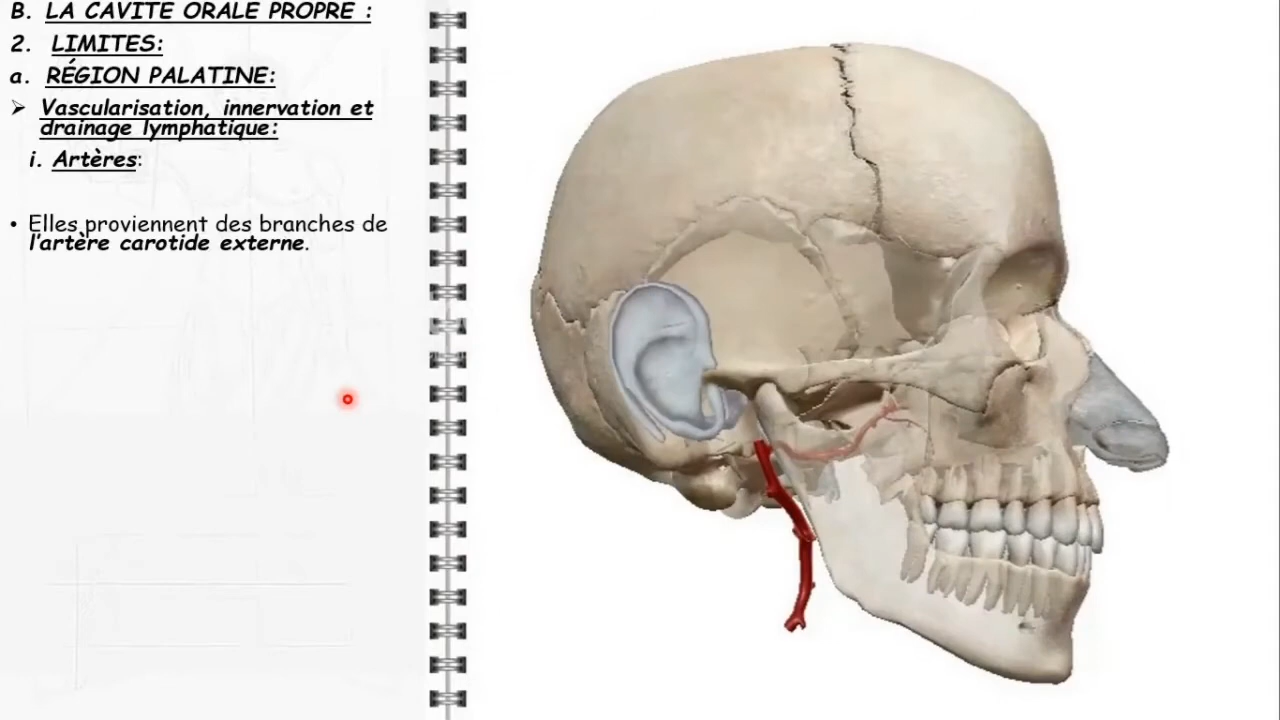 B. LA CAVITE ORALE PROPRE :
2. LIMITES:
a. RÉGION PALATINE:
➢ Vascularisation, innervation et
drainage lymphatique:
i. Artères:
• Elles proviennent des branches de
l'artère carotide externe.